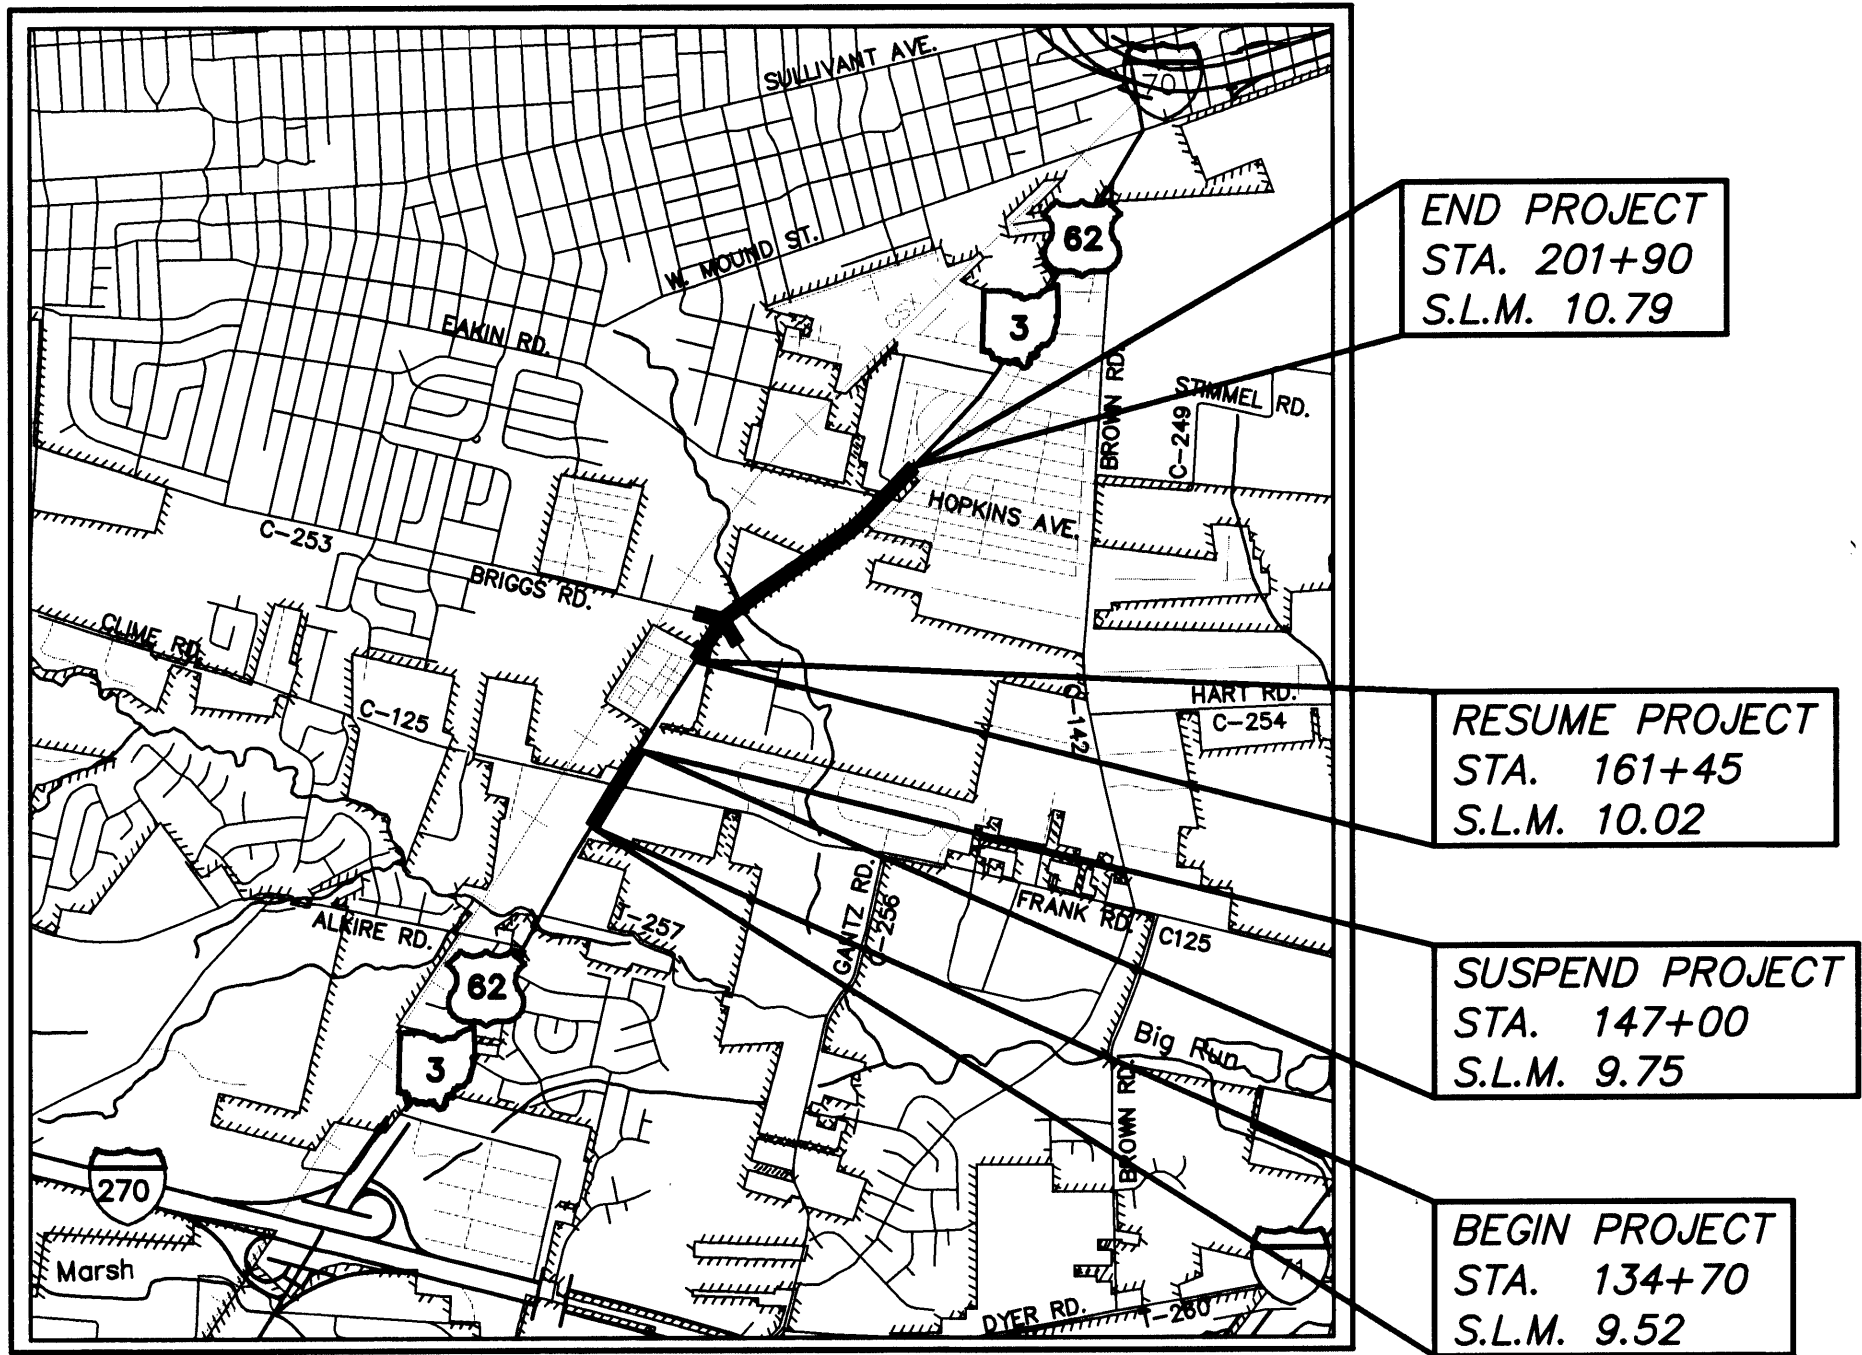 SULLIVANT AVE.
70
END PROJECT
STA. 201+90
S.L.M. 10.79
62
W. MOUND ST.
CSX
3
EAKIN RD.
BROWN RD.
STIMMEL RD.
C-249
HOPKINS AVE.
C-253
BRIGGS RD.
CLIME RD.
C-125
C-142
HART RD.
C-254
RESUME PROJECT
STA. 161+45
S.L.M. 10.02
GANTZ RD.
C-256
FRANK RD.
C125
ALKIRE RD.
T-257
SUSPEND PROJECT
STA. 147+00
S.L.M. 9.75
62
3
Big Run
BROWN RD.
270
Marsh
71
DYER RD.
T-260
BEGIN PROJECT
STA. 134+70
S.L.M. 9.52